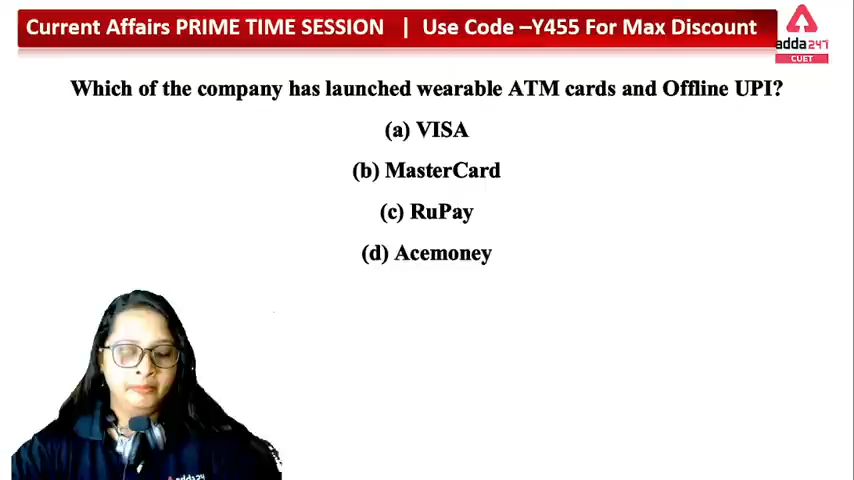 Current Affairs PRIME TIME SESSION | Use Code –Y455 For Max Discount
adda247
CUET
Which of the company has launched wearable ATM cards and Offline UPI?
(a) VISA
(b) MasterCard
(c) RuPay
(d) Acemoney
adda24